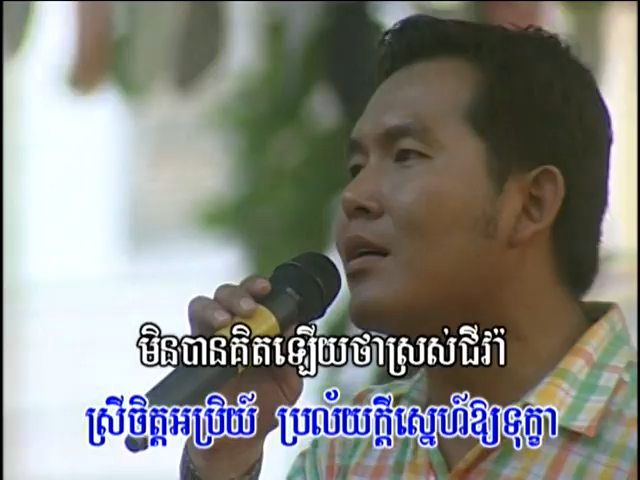 មិនបានគិតឡើយថាស្រស់ជីវ៉ា
ស្រីចិត្តអប្រិយ៍ ប្រល័យក្ដីស្នេហ៍ឱ្យទុក្ខា